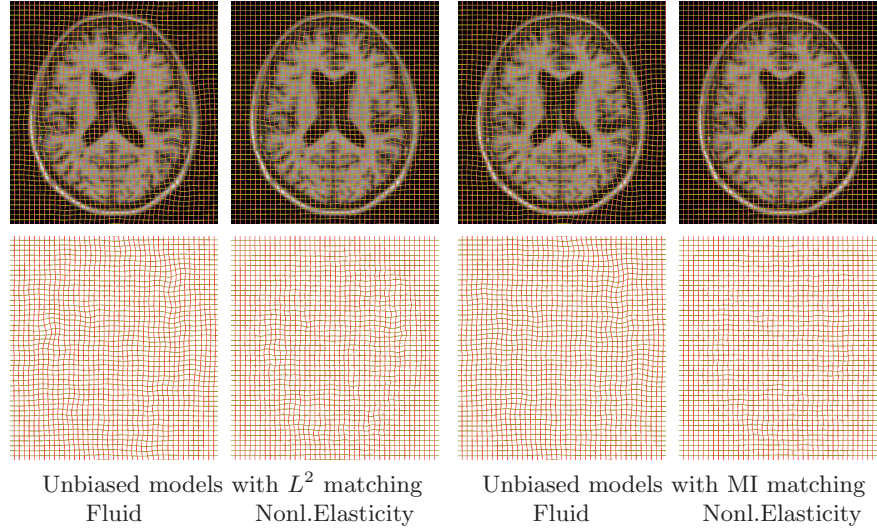 Unbiased models with L² matching Unbiased models with MI matching
Fluid Nonl.Elasticity Fluid Nonl.Elasticity